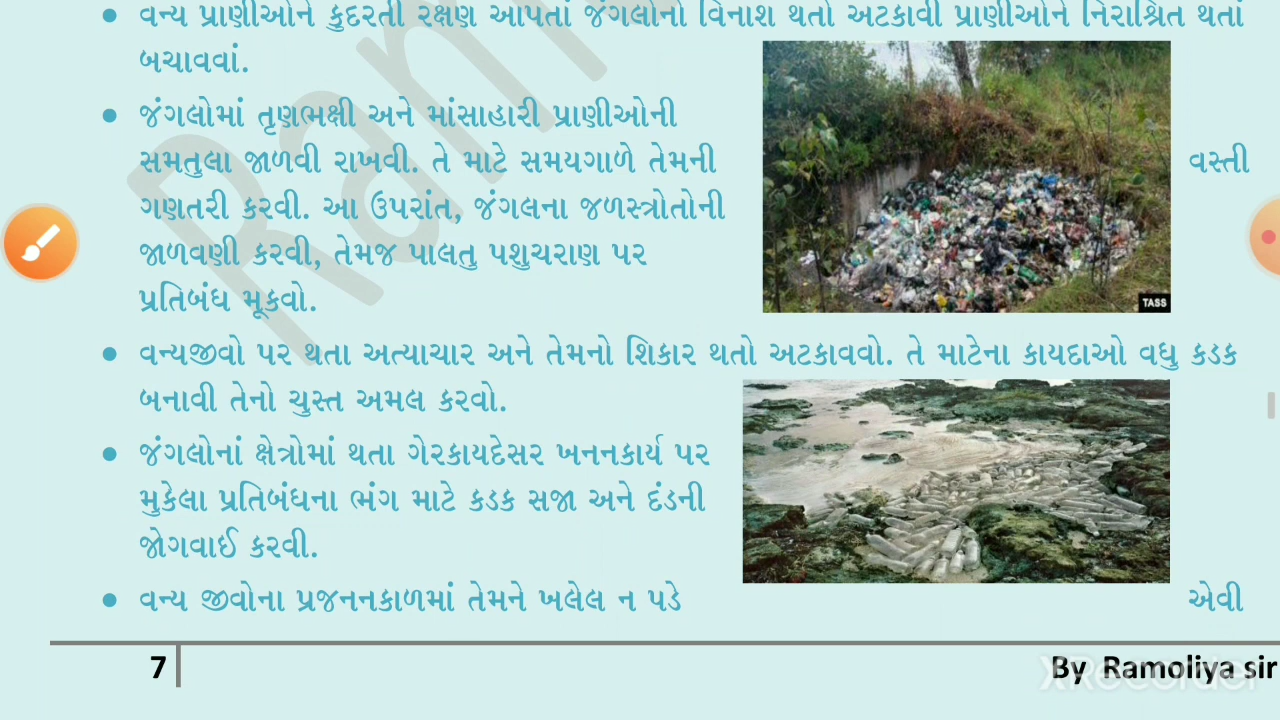 • વન્ય પ્રાણીઓને કુદરતી રક્ષણ આપતાં જંગલોનો વિનાશ થતો અટકાવી પ્રાણીઓને નિરાશ્રિત થતાં
બચાવવાં.
• જંગલોમાં તૃણભક્ષી અને માંસાહારી પ્રાણીઓની
સમતુલા જાળવી રાખવી. તે માટે સમયગાળે તેમની વસ્તી
ગણતરી કરવી. આ ઉપરાંત, જંગલના જળસ્ત્રોતોની
જાળવણી કરવી, તેમજ પાલતુ પશુચરાણ પર
પ્રતિબંધ મૂકવો.
TASS
• વન્યજીવો પર થતા અત્યાચાર અને તેમનો શિકાર થતો અટકાવવો. તે માટેના કાયદાઓ વધુ કડક
બનાવી તેનો ચુસ્ત અમલ કરવો.
• જંગલોનાં ક્ષેત્રોમાં થતા ગેરકાયદેસર ખનનકાર્ય પર
મુકેલા પ્રતિબંધના ભંગ માટે કડક સજા અને દંડની
જોગવાઈ કરવી.
• વન્ય જીવોના પ્રજનનકાળમાં તેમને ખલેલ ન પડે એવી
7 By Ramoliya sir
XRecorder